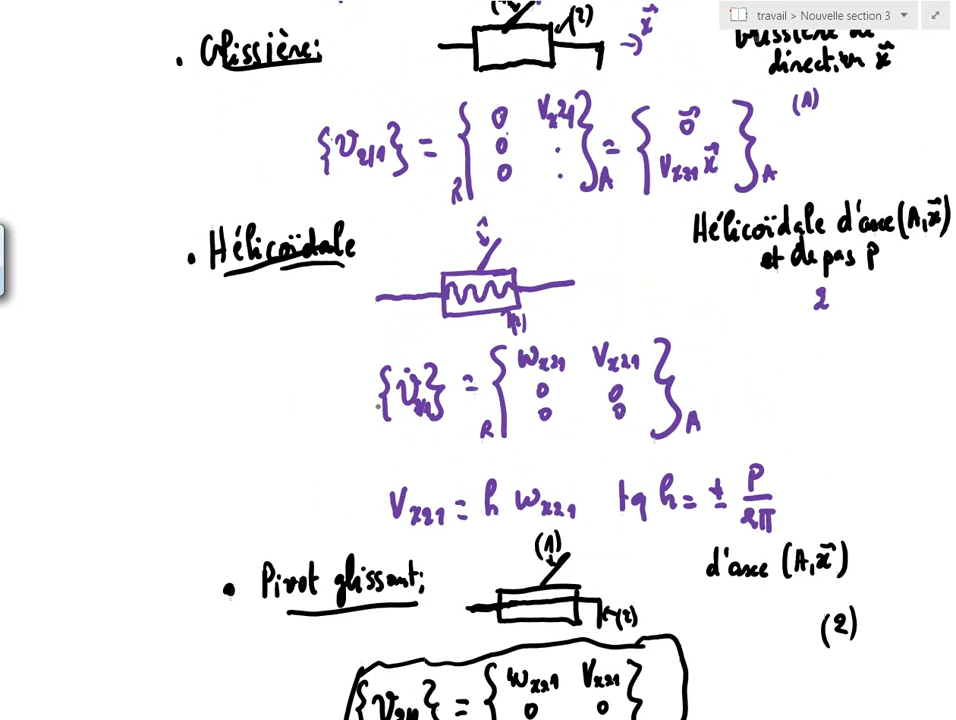 travail > Nouvelle section 3
(2)
x⃗
• Glissière:
direction x⃗
(1)
{V2/1} = R{ 0 Vx21
0 .
0 . }A = { 0⃗
Vx21 x⃗ }A
• Hélicoïdale
Hélicoïdale d'axe (A,x⃗)
et de pas P
2
(2)
{V2/1} = R{ ωx21 Vx21
0 0
0 0 }A
Vx21 = h ωx21 tq h = ± P/2π
• Pivot glissant:
(1)
d'axe (A,x⃗)
(2)
(2)
{V2/1} = { ωx21 Vx21
0 0